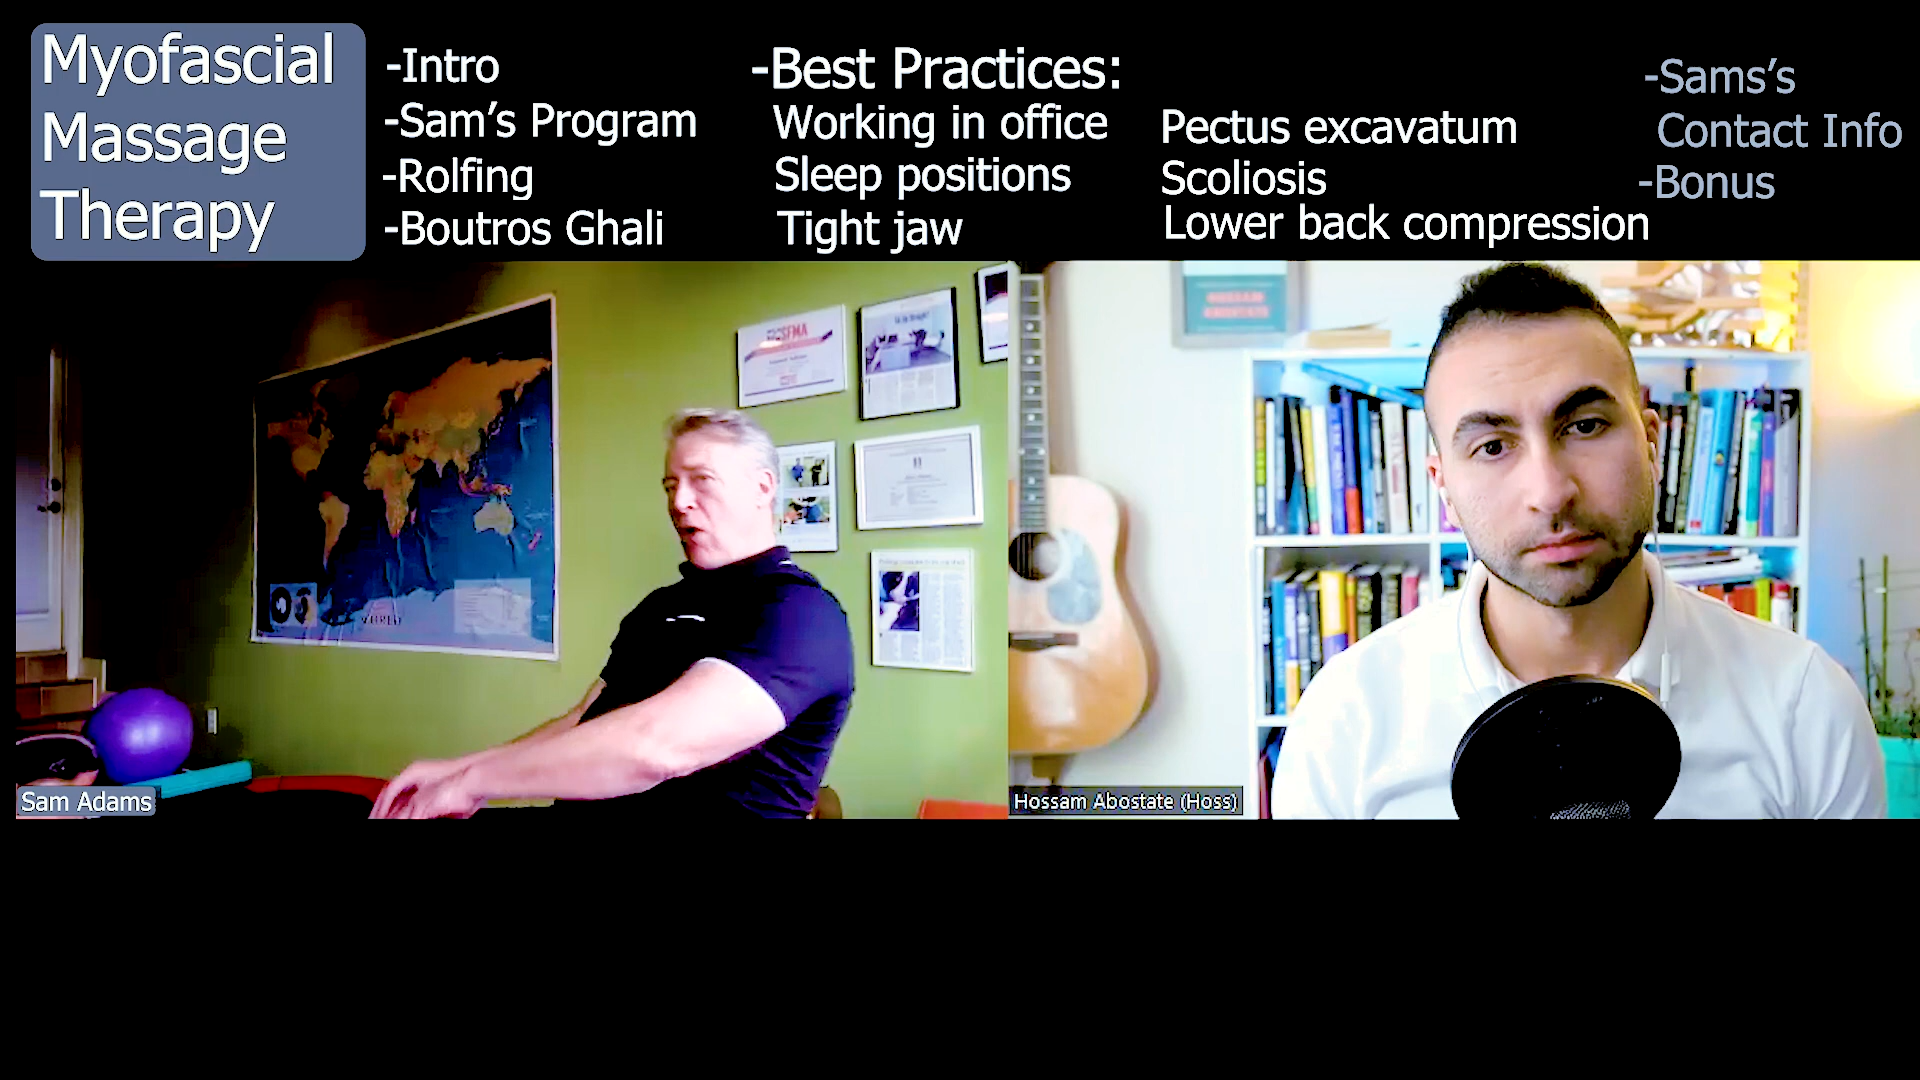 Myofascial
Massage
Therapy
-Intro
-Sam’s Program
-Rolfing
-Boutros Ghali
-Best Practices:
Working in office
Sleep positions
Tight jaw
Pectus excavatum
Scoliosis
Lower back compression
-Sams’s
Contact Info
-Bonus
SFMA
Sam Adams
Hossam Abostate (Hoss)